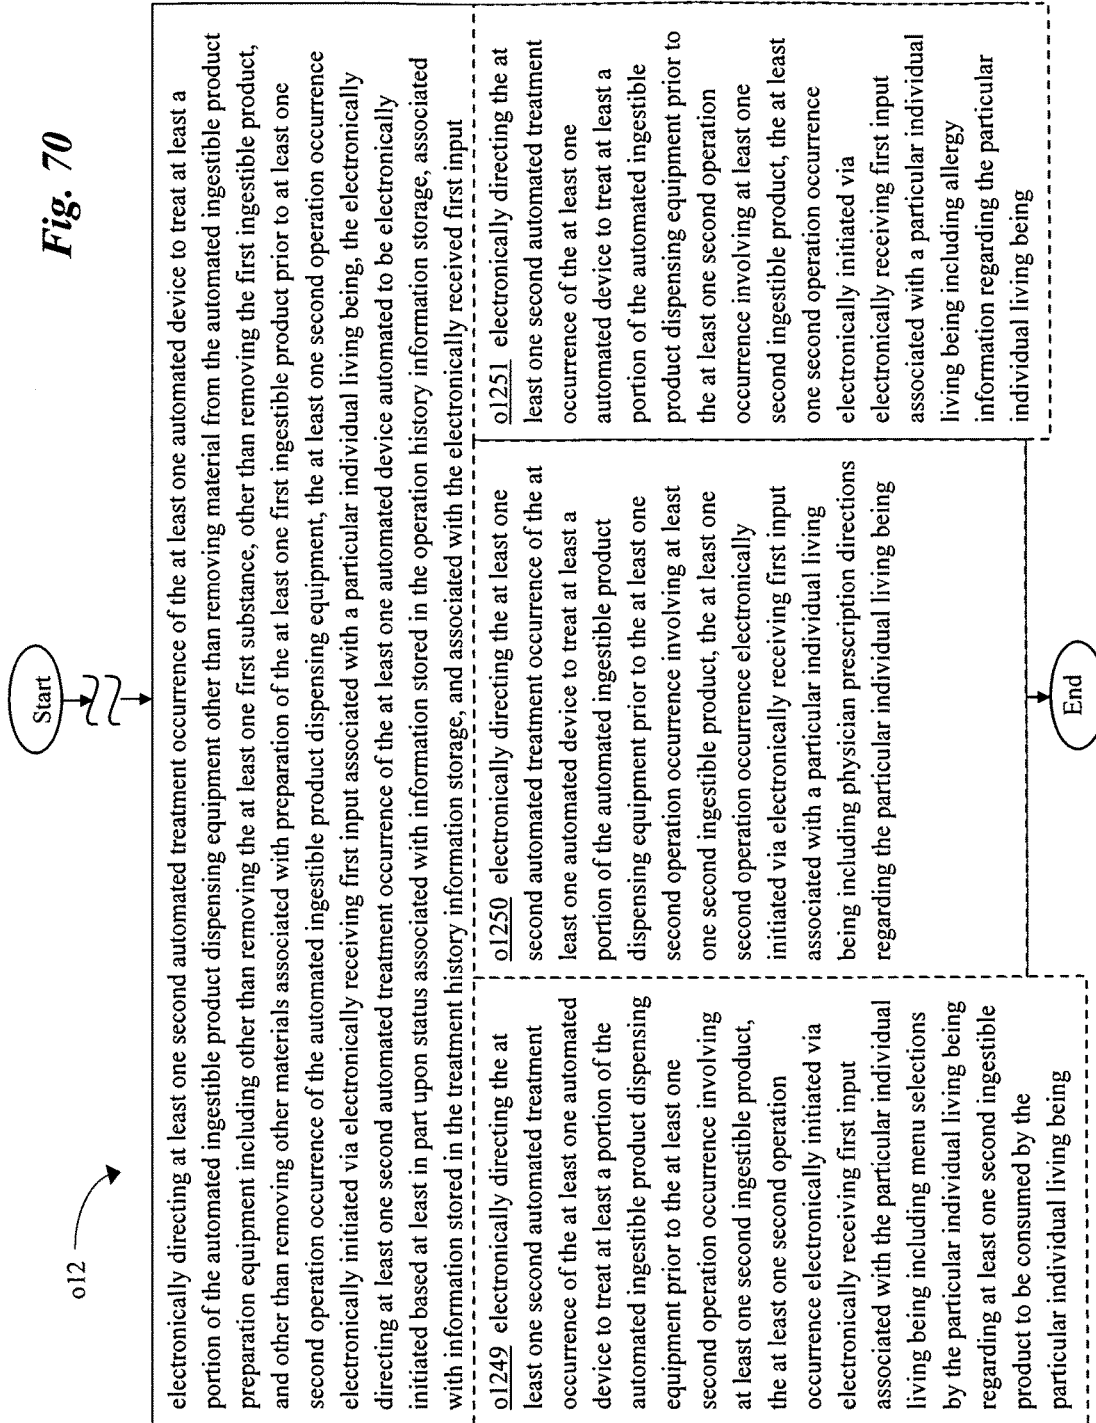 Fig. 70
Start
o12
electronically directing at least one second automated treatment occurrence of the at least one automated device to treat at least a
portion of the automated ingestible product dispensing equipment other than removing material from the automated ingestible product
preparation equipment including other than removing the at least one first substance, other than removing the first ingestible product,
and other than removing other materials associated with preparation of the at least one first ingestible product prior to at least one
second operation occurrence of the automated ingestible product dispensing equipment, the at least one second operation occurrence
electronically initiated via electronically receiving first input associated with a particular individual living being, the electronically
directing at least one second automated treatment occurrence of the at least one automated device automated to be electronically
initiated based at least in part upon status associated with information stored in the operation history information storage, associated
with information stored in the treatment history information storage, and associated with the electronically received first input
o1249 electronically directing the at
least one second automated treatment
occurrence of the at least one automated
device to treat at least a portion of the
automated ingestible product dispensing
equipment prior to the at least one
second operation occurrence involving
at least one second ingestible product,
the at least one second operation
occurrence electronically initiated via
electronically receiving first input
associated with the particular individual
living being including menu selections
by the particular individual living being
regarding at least one second ingestible
product to be consumed by the
particular individual living being
o1250 electronically directing the at least one
second automated treatment occurrence of the at
least one automated device to treat at least a
portion of the automated ingestible product
dispensing equipment prior to the at least one
second operation occurrence involving at least
one second ingestible product, the at least one
second operation occurrence electronically
initiated via electronically receiving first input
associated with a particular individual living
being including physician prescription directions
regarding the particular individual living being
o1251 electronically directing the at
least one second automated treatment
occurrence of the at least one
automated device to treat at least a
portion of the automated ingestible
product dispensing equipment prior to
the at least one second operation
occurrence involving at least one
second ingestible product, the at least
one second operation occurrence
electronically initiated via
electronically receiving first input
associated with a particular individual
living being including allergy
information regarding the particular
individual living being
End